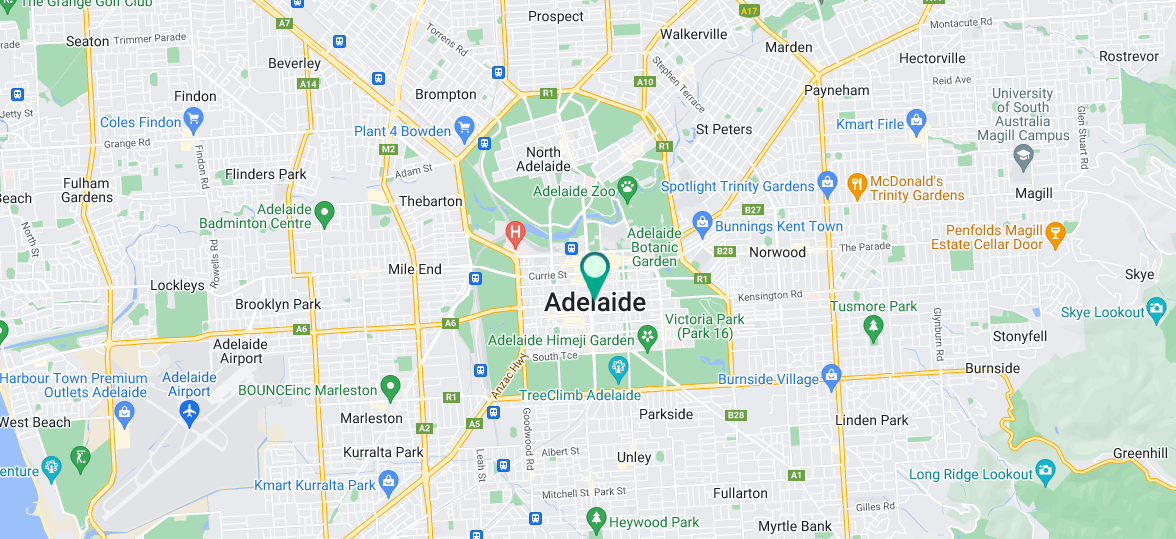 The Grange Golf Club
Prospect
A17
A11
Montacute Rd
A7
Walkerville
Torrens Rd
Seaton
Trimmer Parade
Marden
Hectorville
Rostrevor
Beverley
Stephen Terrace
A14
A10
Reid Ave
Brompton
R1
Payneham
University
of South
Australia
Magill Campus
Findon
Jetty St
Coles Findon
Plant 4 Bowden
St Peters
Kmart Firle
Glen Stuart Rd
Grange Rd
M2
R1
North
Adelaide
Findon Rd
Adam St
Flinders Park
Fulham
Gardens
Adelaide Zoo
Spotlight Trinity Gardens
McDonald's
Trinity Gardens
Magill
Beach
Thebarton
Adelaide
Badminton Centre
B27
H
Bunnings Kent Town
Penfolds Magill
Estate Cellar Door
North St
Adelaide
Botanic
Garden
B28
Norwood
The Parade
Rowells Rd
Mile End
Currie St
R1
Skye
Lockleys
Kensington Rd
Brooklyn Park
Adelaide
Tusmore Park
Skye Lookout
A6
A6
Victoria Park
(Park 16)
Glynburn Rd
Adelaide
Airport
Adelaide Himeji Garden
Stonyfell
South Tce
Anzac Hwy
Burnside
Harbour Town Premium
Outlets Adelaide
Adelaide
Airport
BOUNCEinc Marleston
TreeClimb Adelaide
Burnside Village
R1
West Beach
Marleston
A2
A5
Parkside
B28
Linden Park
Goodwood Rd
Kurralta Park
Leah St
Albert St
Unley
Greenhill
enture
A1
Long Ridge Lookout
Kmart Kurralta Park
Mitchell St
Park St
Fullarton
Gilles Rd
Heywood Park
Myrtle Bank